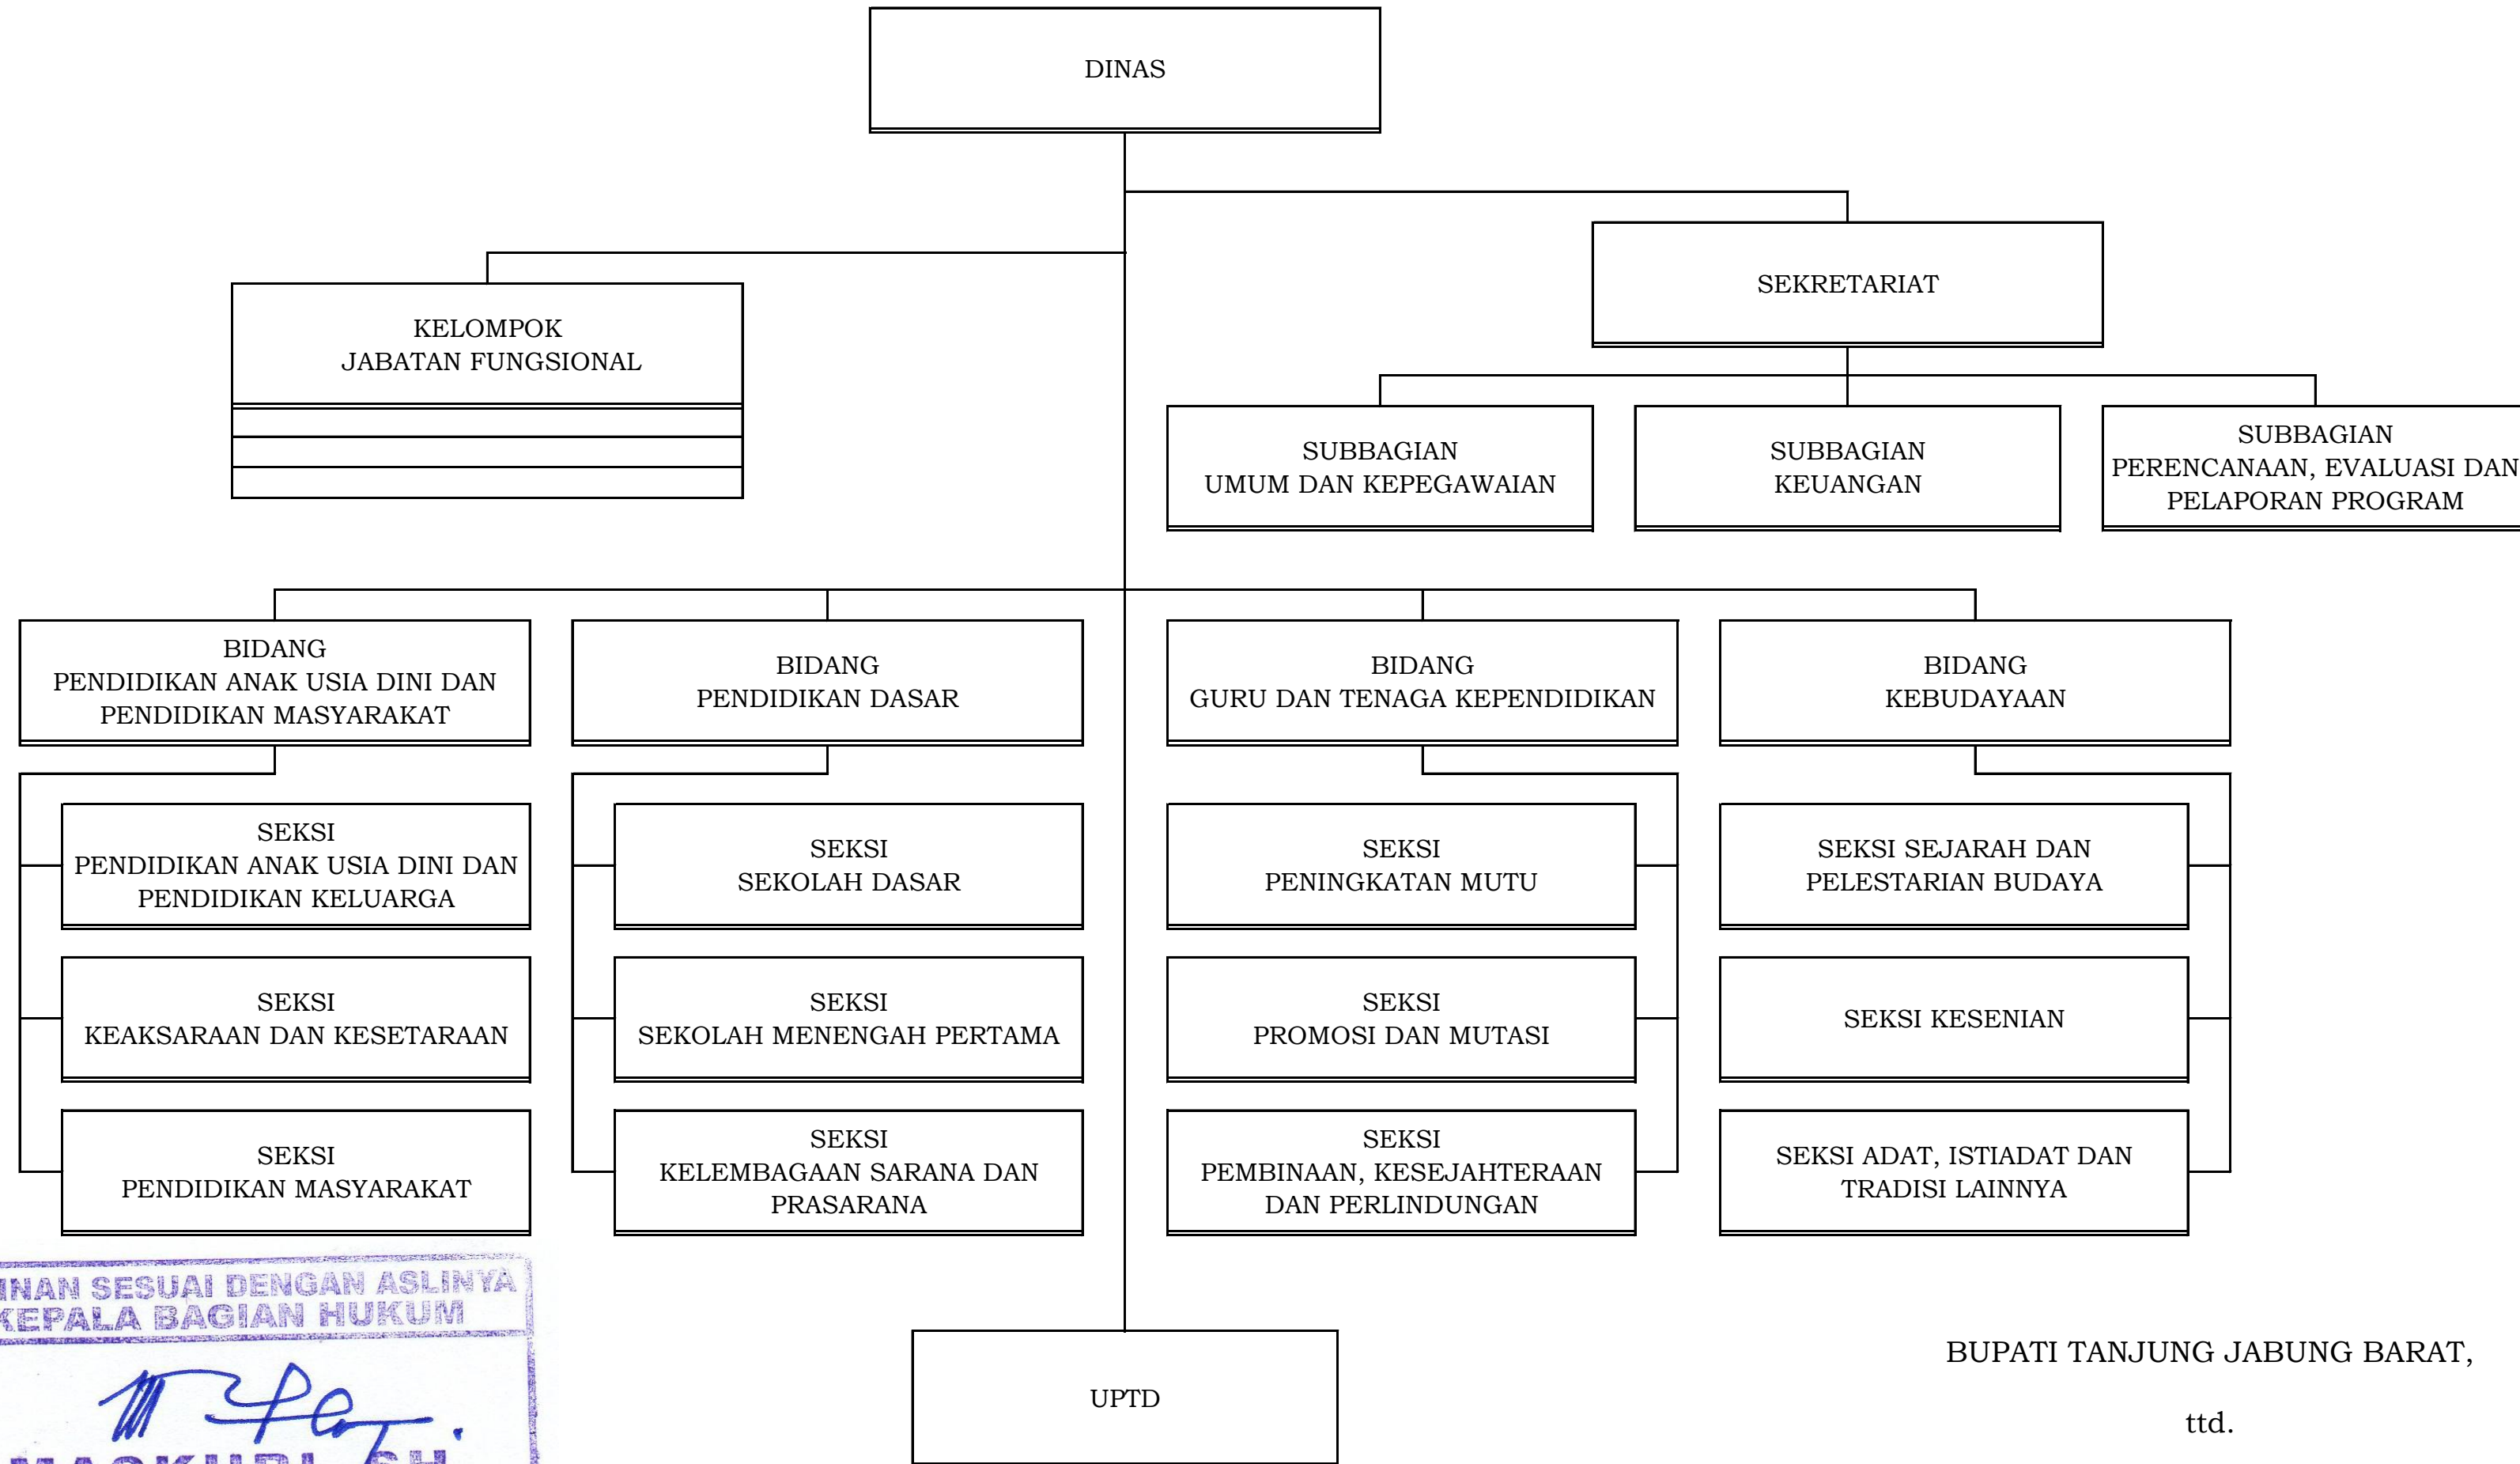 DINAS
SEKRETARIAT
KELOMPOK
JABATAN FUNGSIONAL
SUBBAGIAN
UMUM DAN KEPEGAWAIAN
SUBBAGIAN
KEUANGAN
SUBBAGIAN
PERENCANAAN, EVALUASI DAN
PELAPORAN PROGRAM
BIDANG
PENDIDIKAN ANAK USIA DINI DAN
PENDIDIKAN MASYARAKAT
BIDANG
PENDIDIKAN DASAR
BIDANG
GURU DAN TENAGA KEPENDIDIKAN
BIDANG
KEBUDAYAAN
SEKSI
PENDIDIKAN ANAK USIA DINI DAN
PENDIDIKAN KELUARGA
SEKSI
SEKOLAH DASAR
SEKSI
PENINGKATAN MUTU
SEKSI SEJARAH DAN
PELESTARIAN BUDAYA
SEKSI
KEAKSARAAN DAN KESETARAAN
SEKSI
SEKOLAH MENENGAH PERTAMA
SEKSI
PROMOSI DAN MUTASI
SEKSI KESENIAN
SEKSI
PENDIDIKAN MASYARAKAT
SEKSI
KELEMBAGAAN SARANA DAN
PRASARANA
SEKSI
PEMBINAAN, KESEJAHTERAAN
DAN PERLINDUNGAN
SEKSI ADAT, ISTIADAT DAN
TRADISI LAINNYA
SESUAI DENGAN ASLINYA
KEPALA BAGIAN HUKUM
UPTD
BUPATI TANJUNG JABUNG BARAT,
ttd.